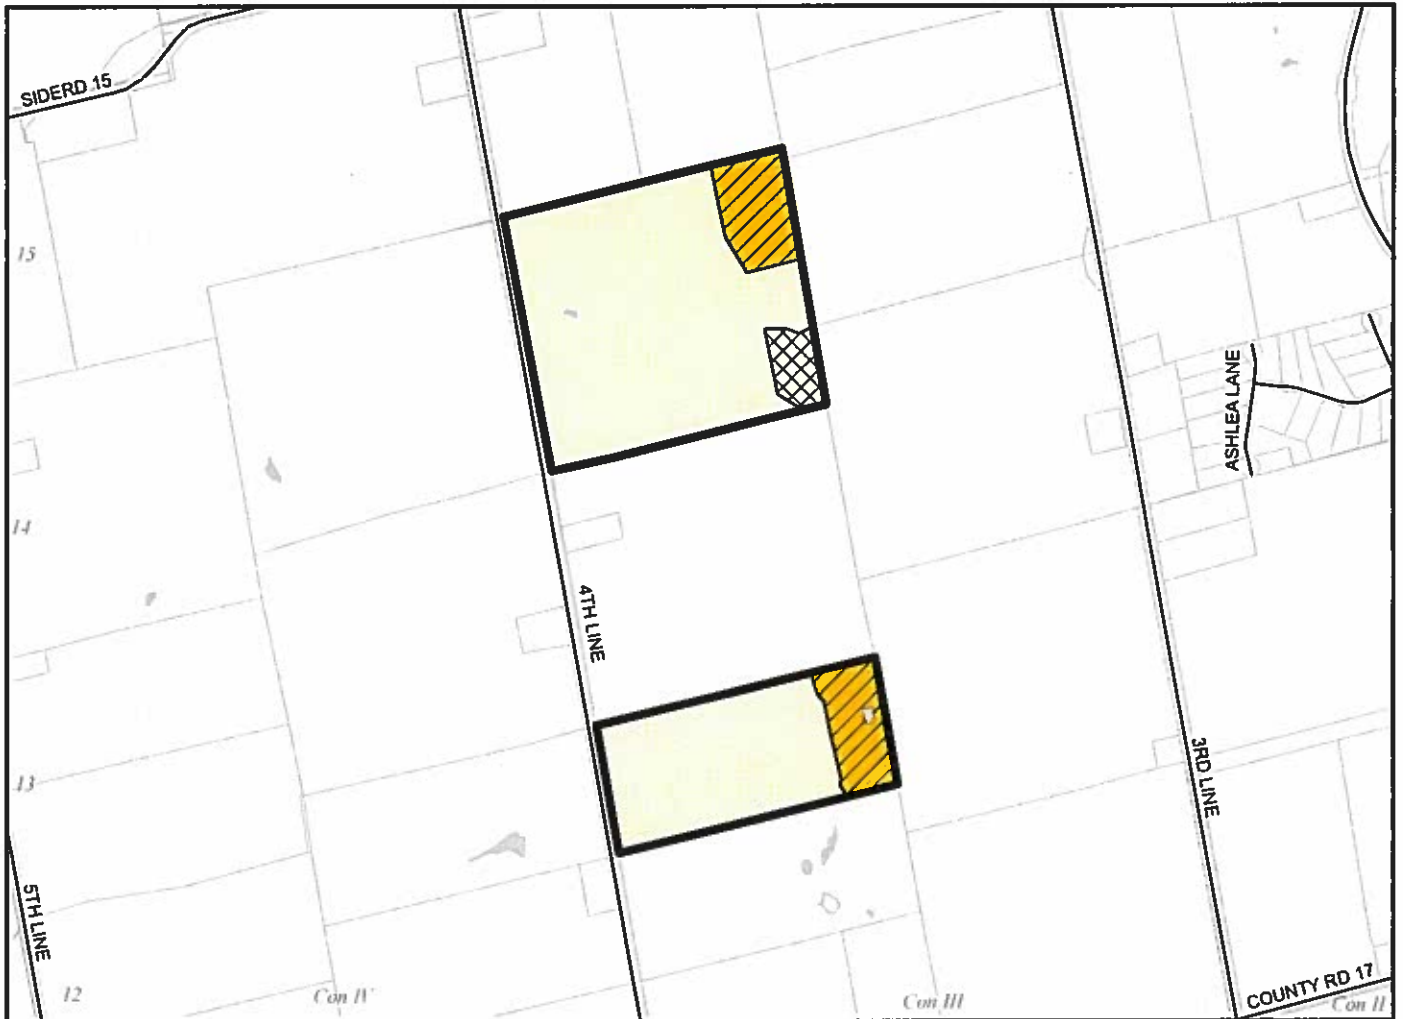 SIDERD 15
15
ASHLEA LANE
14
4TH LINE
13
3RD LINE
5TH LINE
12
Con IV
Con III
COUNTY RD 17
Con II